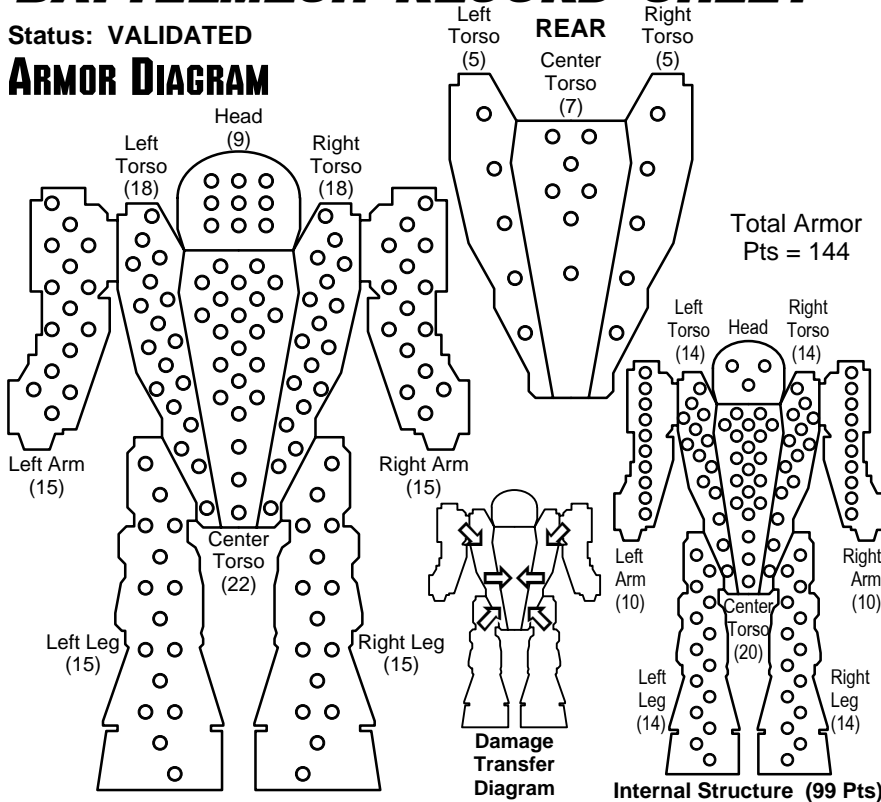 BATTLEMECH RECORD SHEET
Status: VALIDATED
ARMOR DIAGRAM
Head
(9)
Left
Torso
(18)
Right
Torso
(18)
Left Arm
(15)
Right Arm
(15)
Center
Torso
(22)
Left Leg
(15)
Right Leg
(15)
REAR
Left
Torso
(5)
Center
Torso
(7)
Right
Torso
(5)
Total Armor
Pts = 144
Left
Torso
(14)
Head
Right
Torso
(14)
Left
Arm
(10)
Right
Arm
(10)
Center
Torso
(20)
Left
Leg
(14)
Right
Leg
(14)
Damage
Transfer
Diagram
Internal Structure (99 Pts)